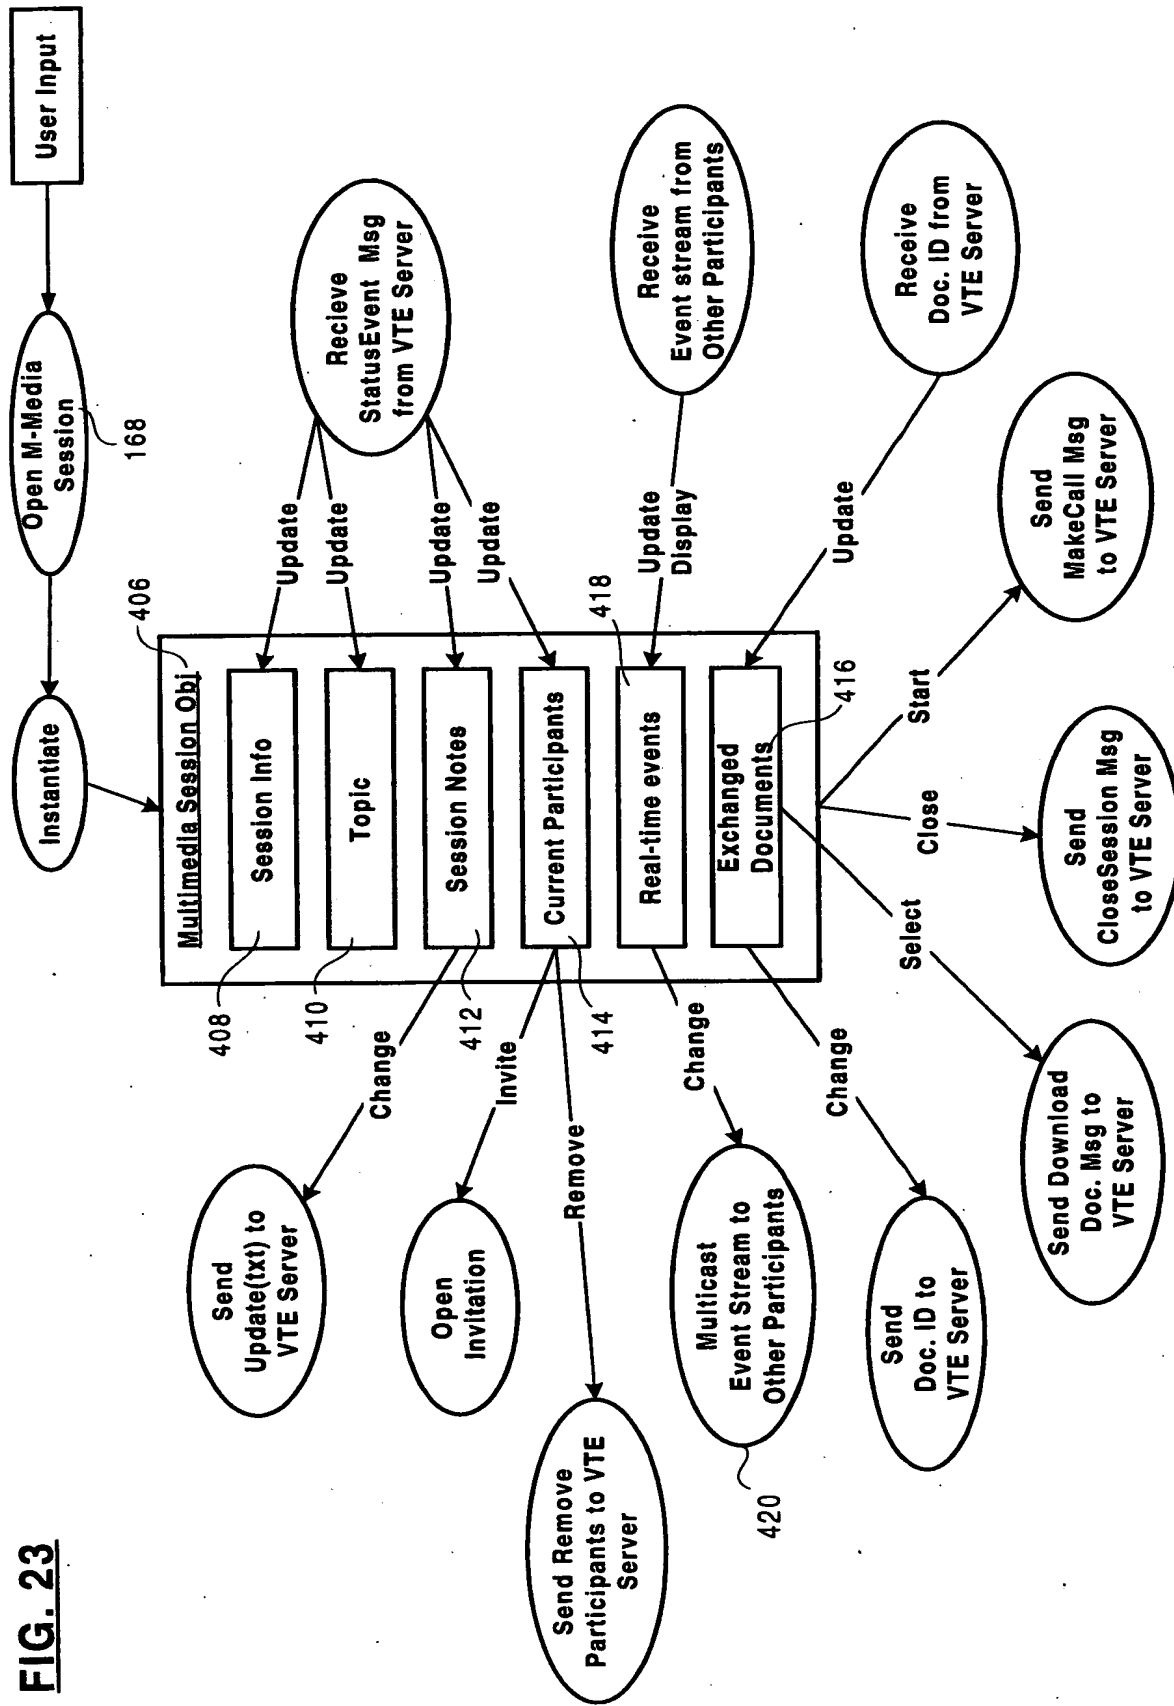 FIG. 23
User Input
Open M-Media
Session
168
Instantiate
406
Multimedia Session Obj
408
Session Info
410
Topic
412
Session Notes
414
Current Participants
418
Real-time events
416
Exchanged
Documents
Update
Update
Update
Update
Recieve
StatusEvent Msg
from VTE Server
Update
Display
Receive
Event stream from
Other Participants
Update
Receive
Doc. ID from
VTE Server
Change
Send
Update(txt) to
VTE Server
Invite
Open
Invitation
Remove
Send Remove
Participants to VTE
Server
Change
Multicast
Event Stream to
Other Participants
420
Change
Send
Doc. ID to
VTE Server
Select
Send Download
Doc. Msg to
VTE Server
Close
Send
CloseSession Msg
to VTE Server
Start
Send
MakeCall Msg
to VTE Server